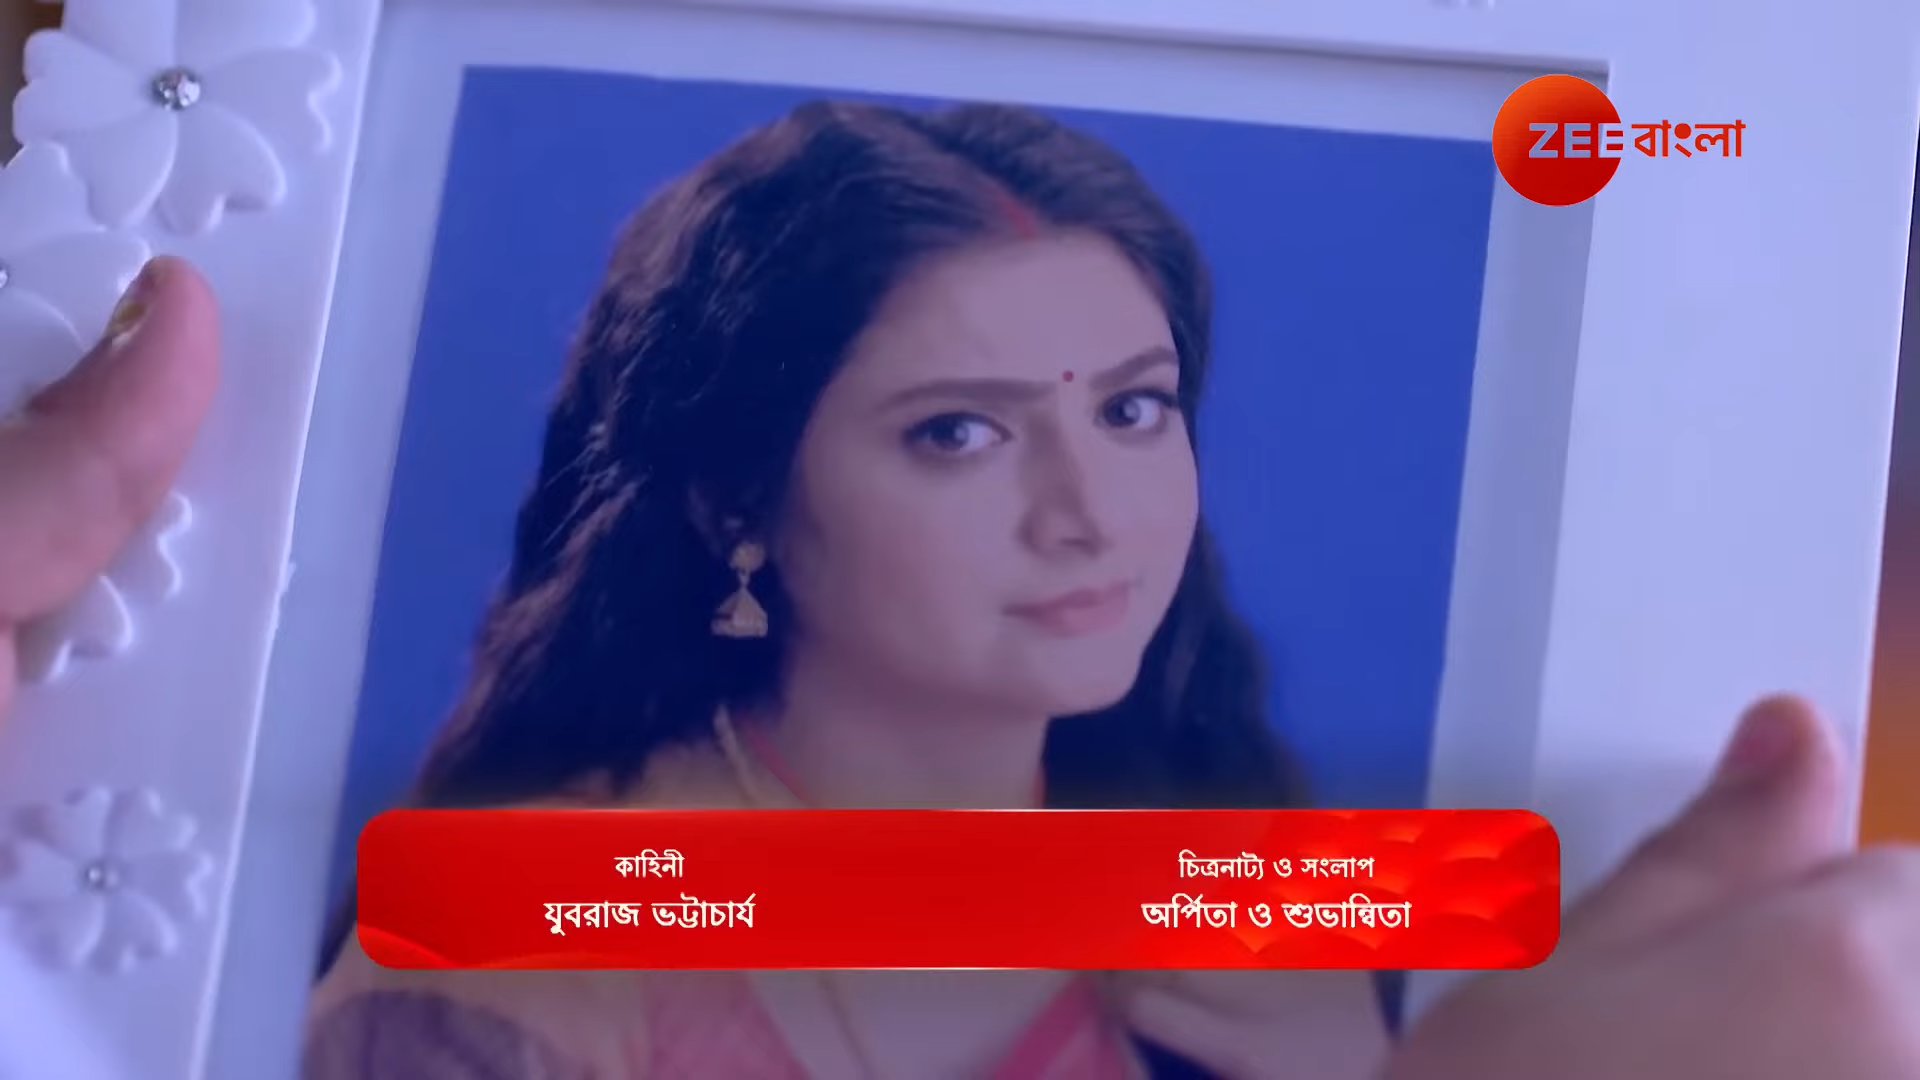 ZEE বাংলা
কাহিনী
যুবরাজ ভট্টাচার্য
চিত্রনাট্য ও সংলাপ
অর্পিতা ও শুভান্বিতা